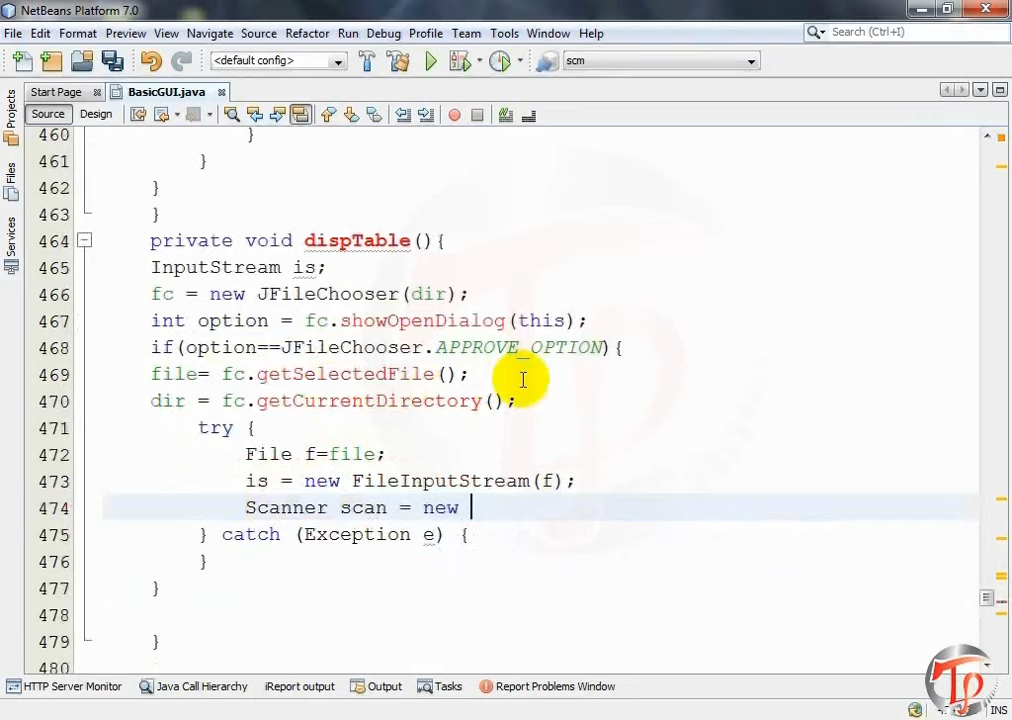 NetBeans Platform 7.0
File Edit Format Preview View Navigate Source Refactor Run Debug Profile Team Tools Window Help
Search (Ctrl+I)
<default config>
scm
Start Page
BasicGUI.java
Source Design
Projects
Files
Services
460 }
461 }
462 }
463 }
464 private void dispTable(){
465 InputStream is;
466 fc = new JFileChooser(dir);
467 int option = fc.showOpenDialog(this);
468 if(option==JFileChooser.APPROVE_OPTION){
469 file= fc.getSelectedFile();
470 dir = fc.getCurrentDirectory();
471 try {
472 File f=file;
473 is = new FileInputStream(f);
474 Scanner scan = new
475 } catch (Exception e) {
476 }
477 }
478
479 }
480
HTTP Server Monitor Java Call Hierarchy iReport output Output Tasks Report Problems Window
INS